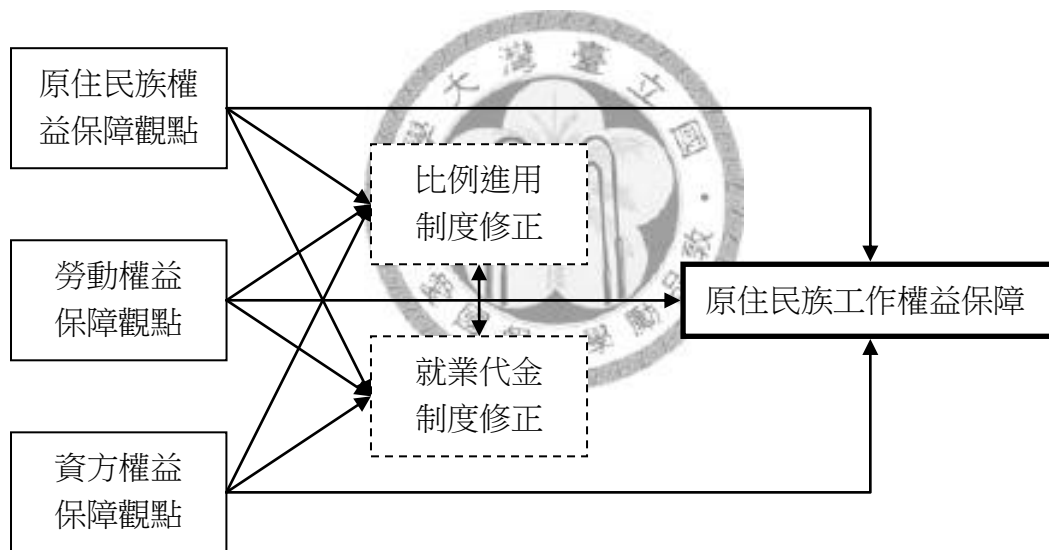 原住民族權
益保障觀點
比例進用
制度修正
勞動權益
保障觀點
原住民族工作權益保障
就業代金
制度修正
資方權益
保障觀點